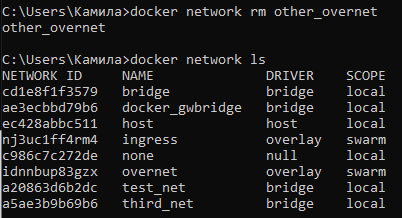 C:\Users\Камила>docker network rm other_overnet
other_overnet
C:\Users\Камила>docker network ls
NETWORK ID NAME DRIVER SCOPE
cd1e8f1f3579 bridge bridge local
ae3ecbbd79b6 docker_gwbridge bridge local
ec428abbc511 host host local
nj3uc1ff4rm4 ingress overlay swarm
c986c7c272de none null local
idnnbup83gzx overnet overlay swarm
a20863d6b2dc test_net bridge local
a5ae3b9b69b6 third_net bridge local